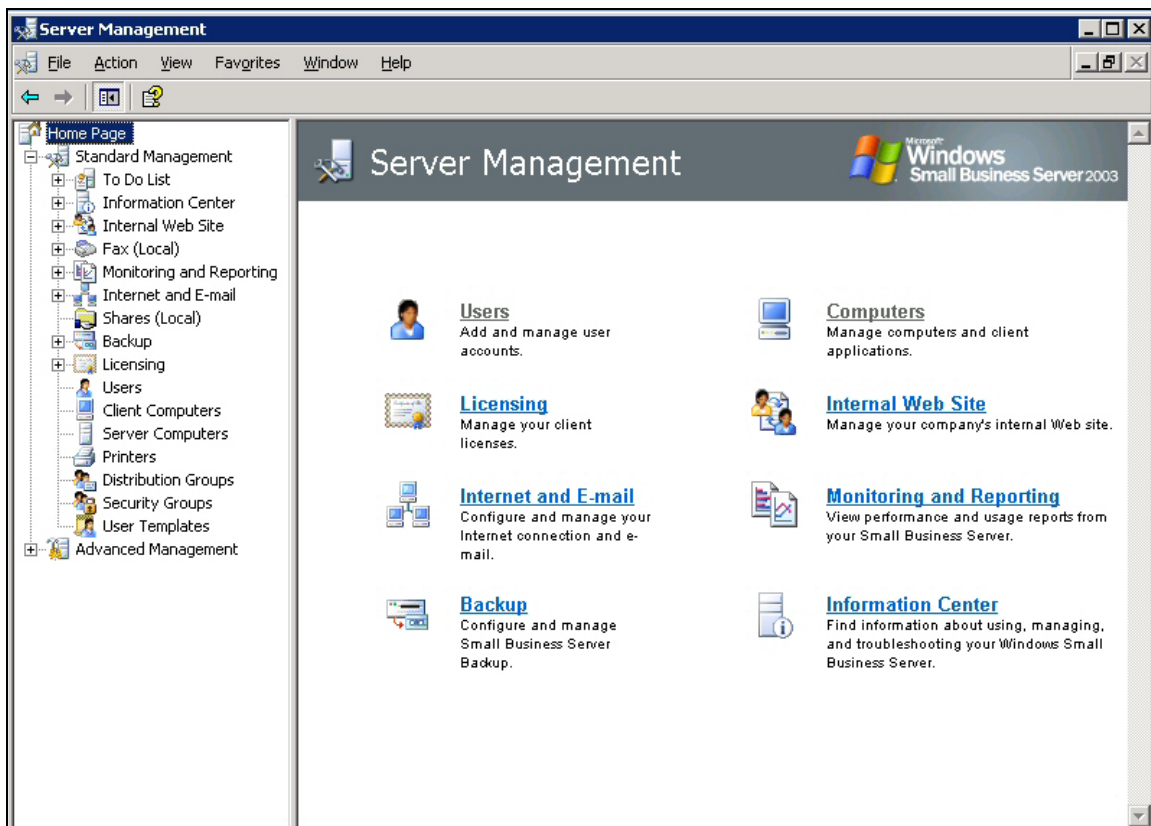 Server Management
File Action View Favorites Window Help
Home Page
Standard Management
To Do List
Information Center
Internal Web Site
Fax (Local)
Monitoring and Reporting
Internet and E-mail
Shares (Local)
Backup
Licensing
Users
Client Computers
Server Computers
Printers
Distribution Groups
Security Groups
User Templates
Advanced Management
Server Management
Microsoft
Windows
Small Business Server 2003
Users
Add and manage user
accounts.
Computers
Manage computers and client
applications.
Licensing
Manage your client
licenses.
Internal Web Site
Manage your company's internal Web site.
Internet and E-mail
Configure and manage your
Internet connection and e-
mail.
Monitoring and Reporting
View performance and usage reports from
your Small Business Server.
Backup
Configure and manage
Small Business Server
Backup.
Information Center
Find information about using, managing,
and troubleshooting your Windows Small
Business Server.